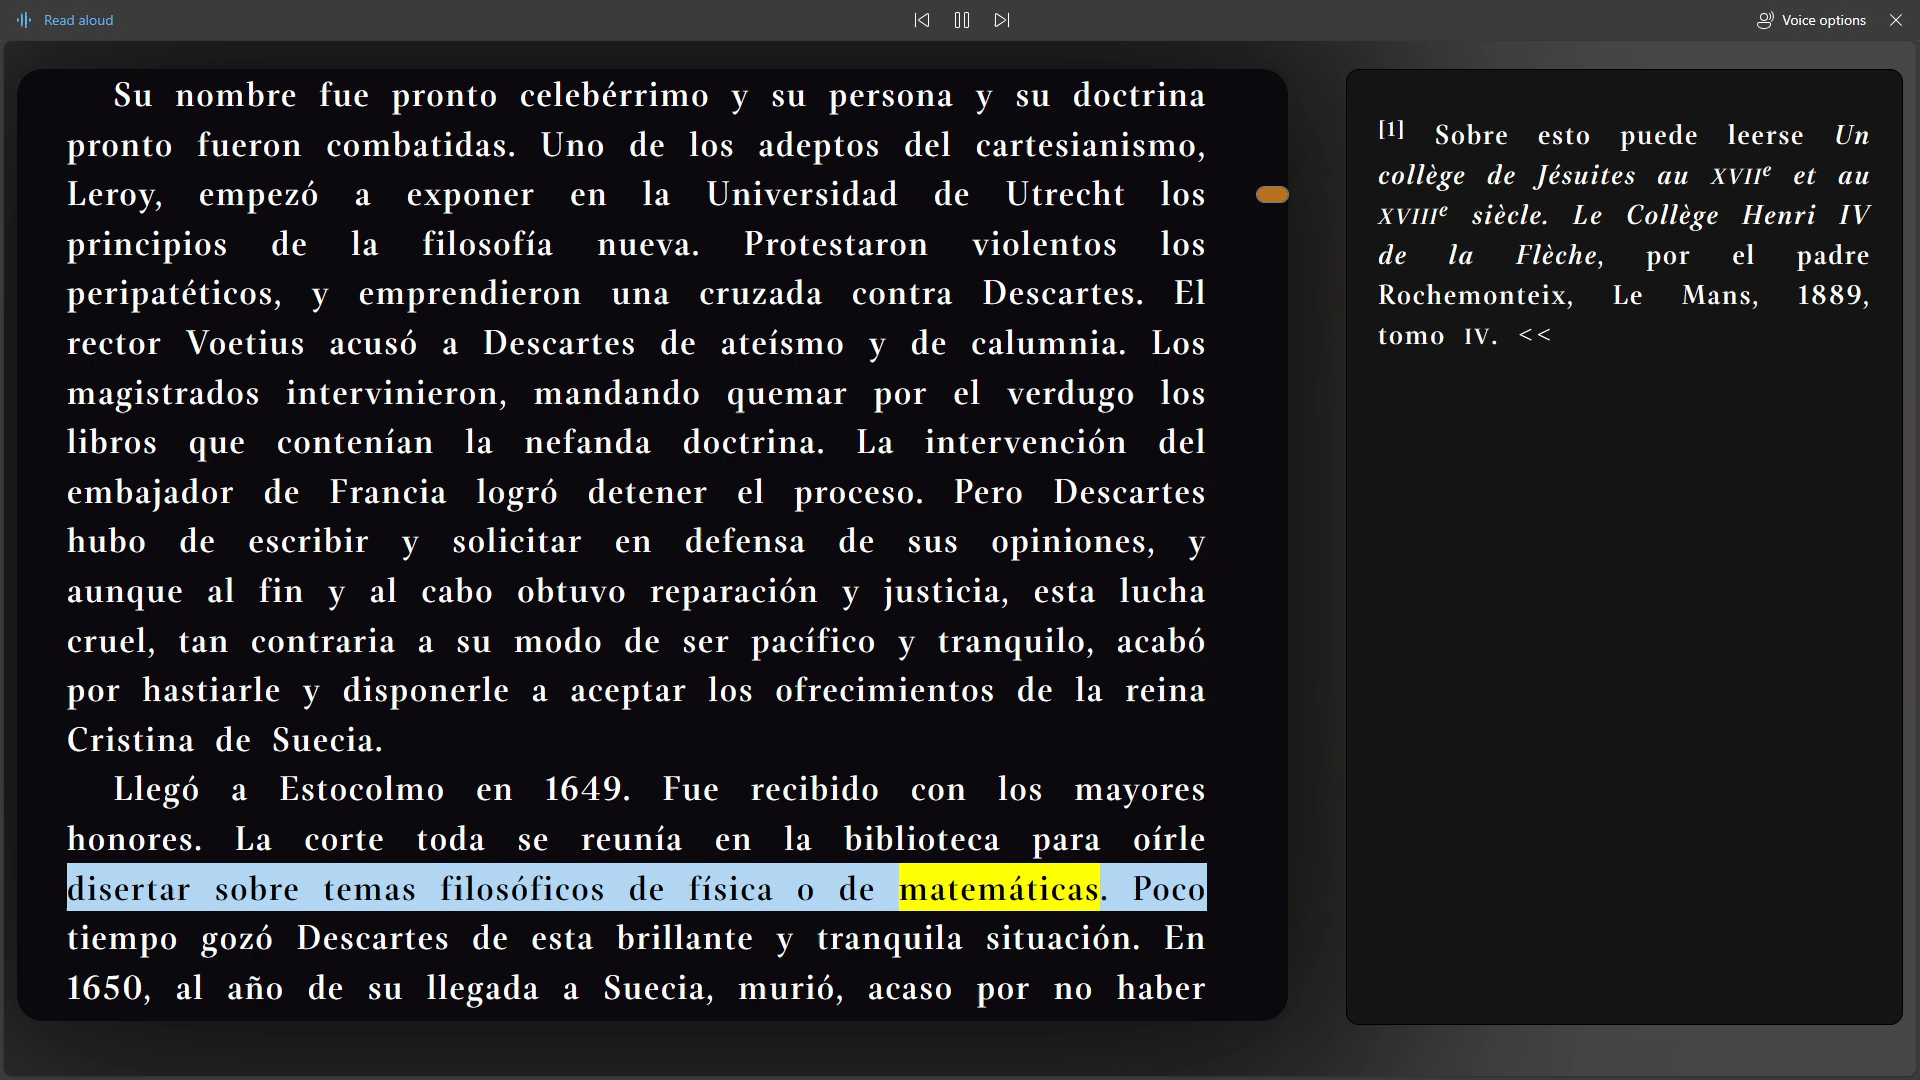 Read aloud
Voice options
Su nombre fue pronto celebérrimo y su persona y su doctrina
pronto fueron combatidas. Uno de los adeptos del cartesianismo,
Leroy, empezó a exponer en la Universidad de Utrecht los
principios de la filosofía nueva. Protestaron violentos los
peripatéticos, y emprendieron una cruzada contra Descartes. El
rector Voetius acusó a Descartes de ateísmo y de calumnia. Los
magistrados intervinieron, mandando quemar por el verdugo los
libros que contenían la nefanda doctrina. La intervención del
embajador de Francia logró detener el proceso. Pero Descartes
hubo de escribir y solicitar en defensa de sus opiniones, y
aunque al fin y al cabo obtuvo reparación y justicia, esta lucha
cruel, tan contraria a su modo de ser pacífico y tranquilo, acabó
por hastiarle y disponerle a aceptar los ofrecimientos de la reina
Cristina de Suecia.
Llegó a Estocolmo en 1649. Fue recibido con los mayores
honores. La corte toda se reunía en la biblioteca para oírle
disertar sobre temas filosóficos de física o de matemáticas. Poco
tiempo gozó Descartes de esta brillante y tranquila situación. En
1650, al año de su llegada a Suecia, murió, acaso por no haber
[1] Sobre esto puede leerse Un
collège de Jésuites au XVIIe et au
XVIIIe siècle. Le Collège Henri IV
de la Flèche, por el padre
Rochemonteix, Le Mans, 1889,
tomo IV. <<